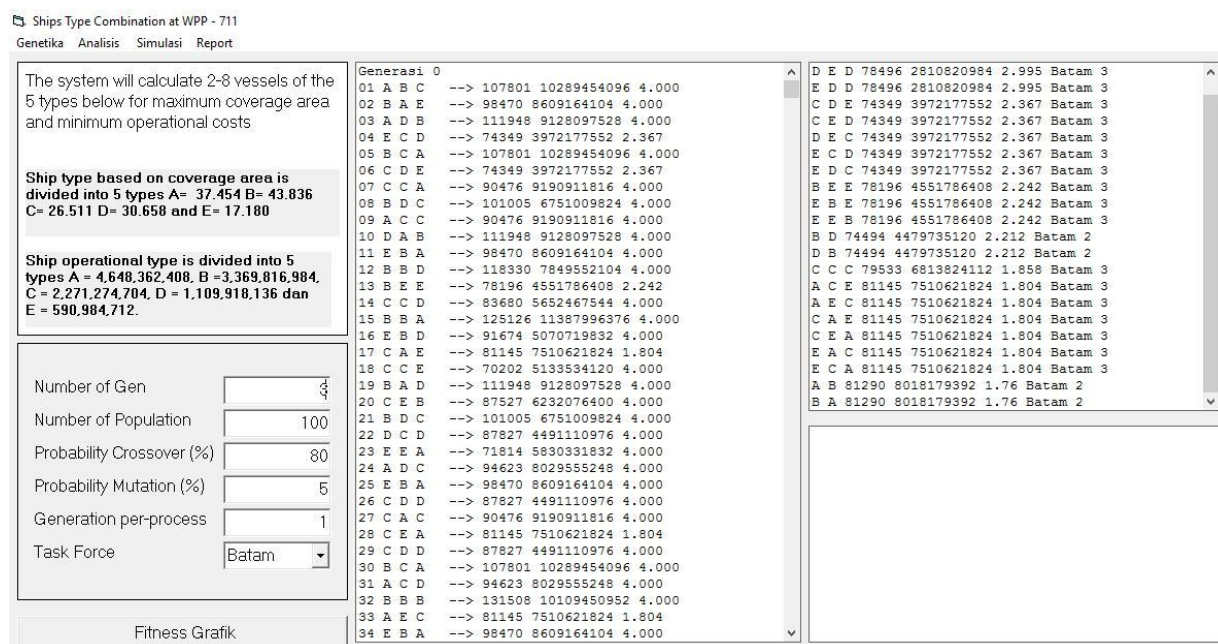 Ships Type Combination at WPP - 711
Genetika Analisis Simulasi Report
The system will calculate 2-8 vessels of the
5 types below for maximum coverage area
and minimum operational costs
Ship type based on coverage area is
divided into 5 types A= 37.454 B= 43.836
C= 26.511 D= 30.658 and E= 17.180
Ship operational type is divided into 5
types A = 4,648,362,408, B =3,369,816,984,
C = 2,271,274,704, D = 1,109,918,136 dan
E = 590,984,712.
Number of Gen 3
Number of Population 100
Probability Crossover (%) 80
Probability Mutation (%) 5
Generation per-process 1
Task Force Batam
Fitness Grafik
Generasi 0
01 A B C --> 107801 10289454096 4.000
02 B A E --> 98470 8609164104 4.000
03 A D B --> 111948 9128097528 4.000
04 E C D --> 74349 3972177552 2.367
05 B C A --> 107801 10289454096 4.000
06 C D E --> 74349 3972177552 2.367
07 C C A --> 90476 9190911816 4.000
08 B D C --> 101005 6751009824 4.000
09 A C C --> 90476 9190911816 4.000
10 D A B --> 111948 9128097528 4.000
11 E B A --> 98470 8609164104 4.000
12 B B D --> 118330 7849552104 4.000
13 B E E --> 78196 4551786408 2.242
14 C C D --> 83680 5652467544 4.000
15 B B A --> 125126 11387996376 4.000
16 E B D --> 91674 5070719832 4.000
17 C A E --> 81145 7510621824 1.804
18 C C E --> 70202 5133534120 4.000
19 B A D --> 111948 9128097528 4.000
20 C E B --> 87527 6232076400 4.000
21 B D C --> 101005 6751009824 4.000
22 D C D --> 87827 4491110976 4.000
23 E E A --> 71814 5830331832 4.000
24 A D C --> 94623 8029555248 4.000
25 E B A --> 98470 8609164104 4.000
26 C D D --> 87827 4491110976 4.000
27 C A C --> 90476 9190911816 4.000
28 C E A --> 81145 7510621824 1.804
29 C D D --> 87827 4491110976 4.000
30 B C A --> 107801 10289454096 4.000
31 A C D --> 94623 8029555248 4.000
32 B B B --> 131508 10109450952 4.000
33 A E C --> 81145 7510621824 1.804
34 E B A --> 98470 8609164104 4.000
D E D 78496 2810820984 2.995 Batam 3
E D D 78496 2810820984 2.995 Batam 3
C D E 74349 3972177552 2.367 Batam 3
C E D 74349 3972177552 2.367 Batam 3
D E C 74349 3972177552 2.367 Batam 3
E C D 74349 3972177552 2.367 Batam 3
E D C 74349 3972177552 2.367 Batam 3
B E E 78196 4551786408 2.242 Batam 3
E B E 78196 4551786408 2.242 Batam 3
E E B 78196 4551786408 2.242 Batam 3
B D 74494 4479735120 2.212 Batam 2
D B 74494 4479735120 2.212 Batam 2
C C C 79533 6813824112 1.858 Batam 3
A C E 81145 7510621824 1.804 Batam 3
A E C 81145 7510621824 1.804 Batam 3
C A E 81145 7510621824 1.804 Batam 3
C E A 81145 7510621824 1.804 Batam 3
E A C 81145 7510621824 1.804 Batam 3
E C A 81145 7510621824 1.804 Batam 3
A B 81290 8018179392 1.76 Batam 2
B A 81290 8018179392 1.76 Batam 2